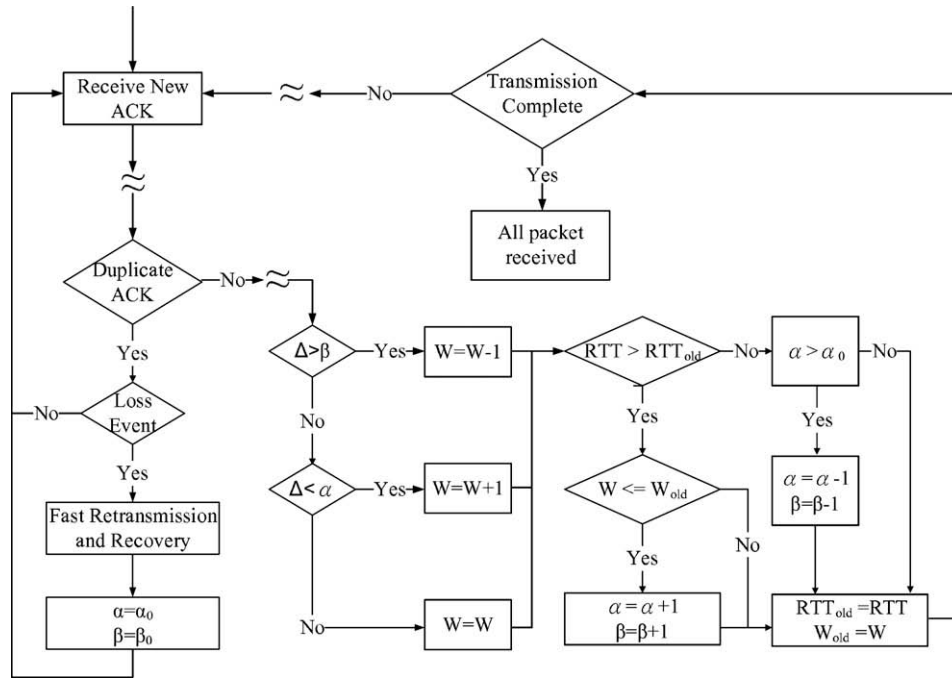 Receive New
ACK
≈
No
Transmission
Complete
Yes
All packet
received
≈
Duplicate
ACK
No
≈
Yes
Loss
Event
No
Yes
Fast Retransmission
and Recovery
α=α₀
β=β₀
Δ>β
Yes
W=W-1
No
Δ< α
Yes
W=W+1
No
W=W
RTT > RTTold
No
α > α₀
No
Yes
Yes
W <= Wold
α = α -1
β=β-1
No
Yes
α = α +1
β=β+1
RTTold =RTT
Wold =W